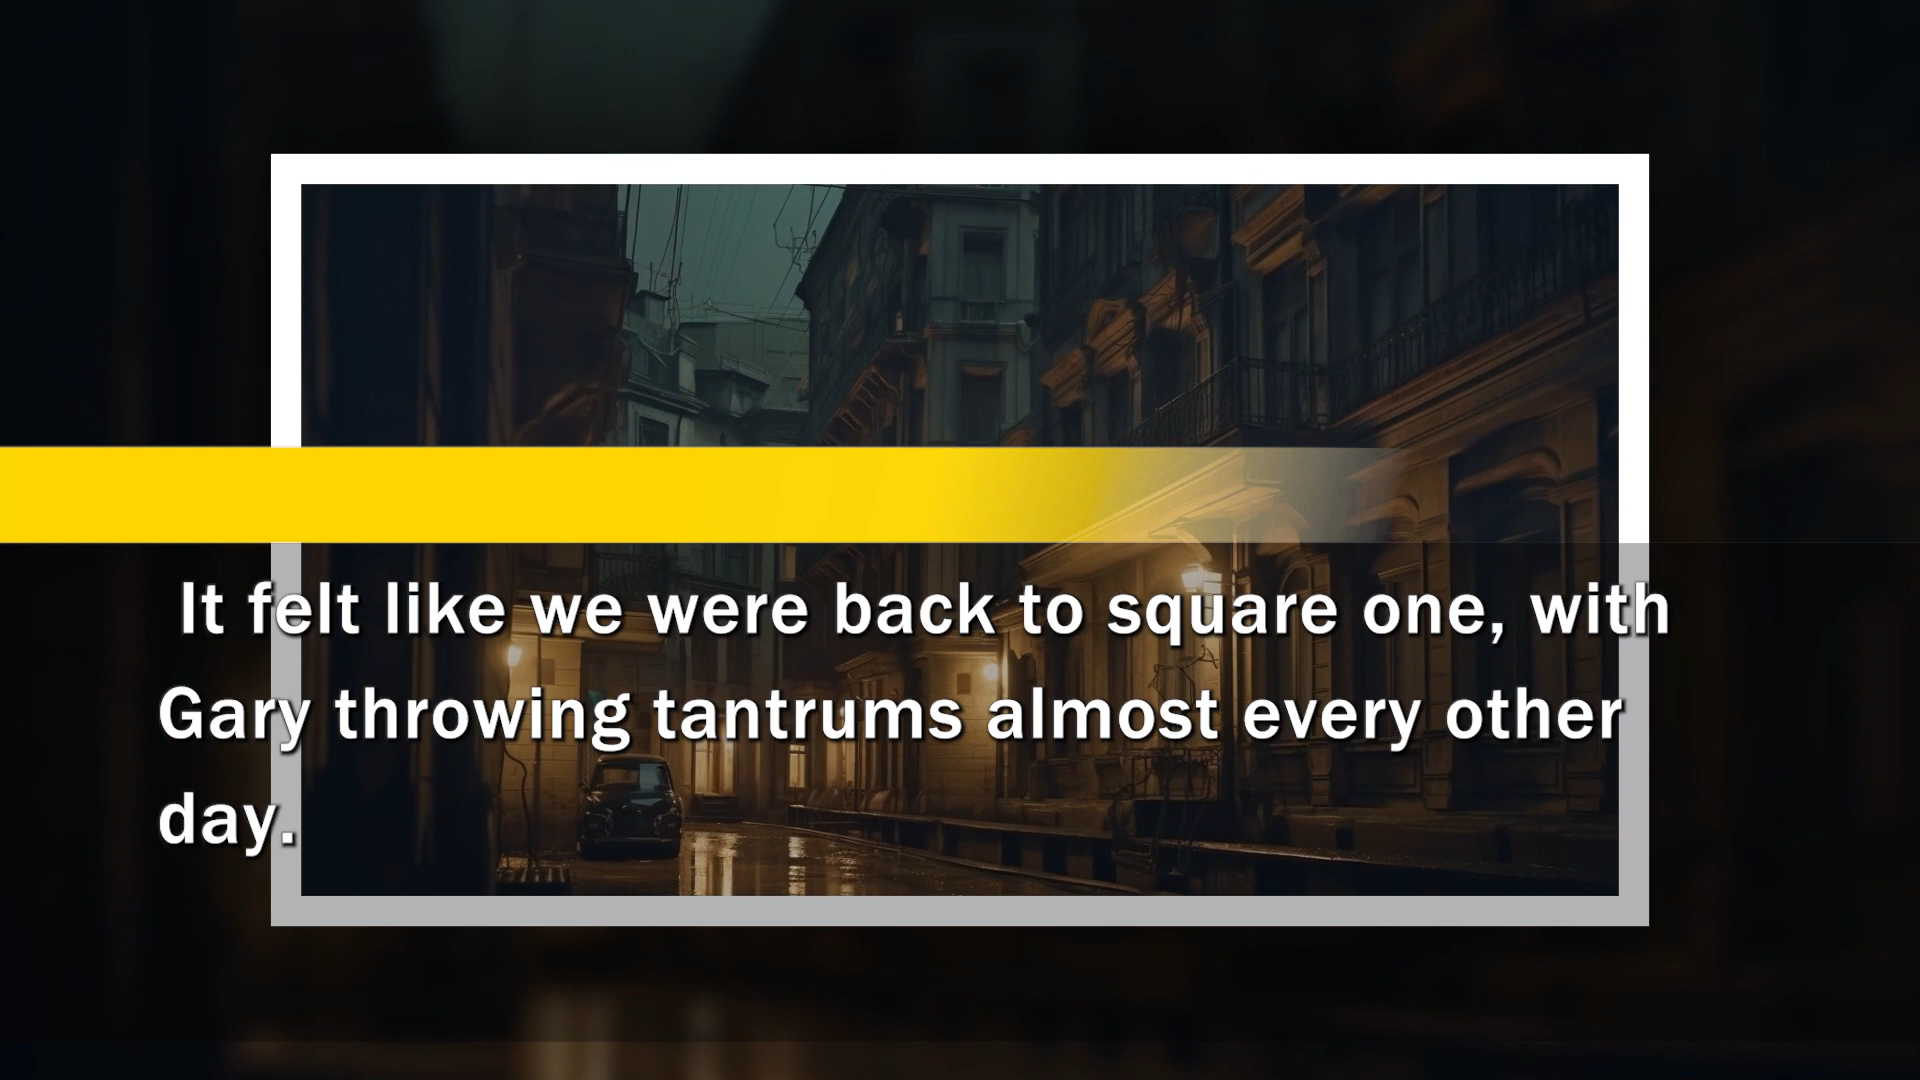 It felt like we were back to square one, with
Gary throwing tantrums almost every other
day.